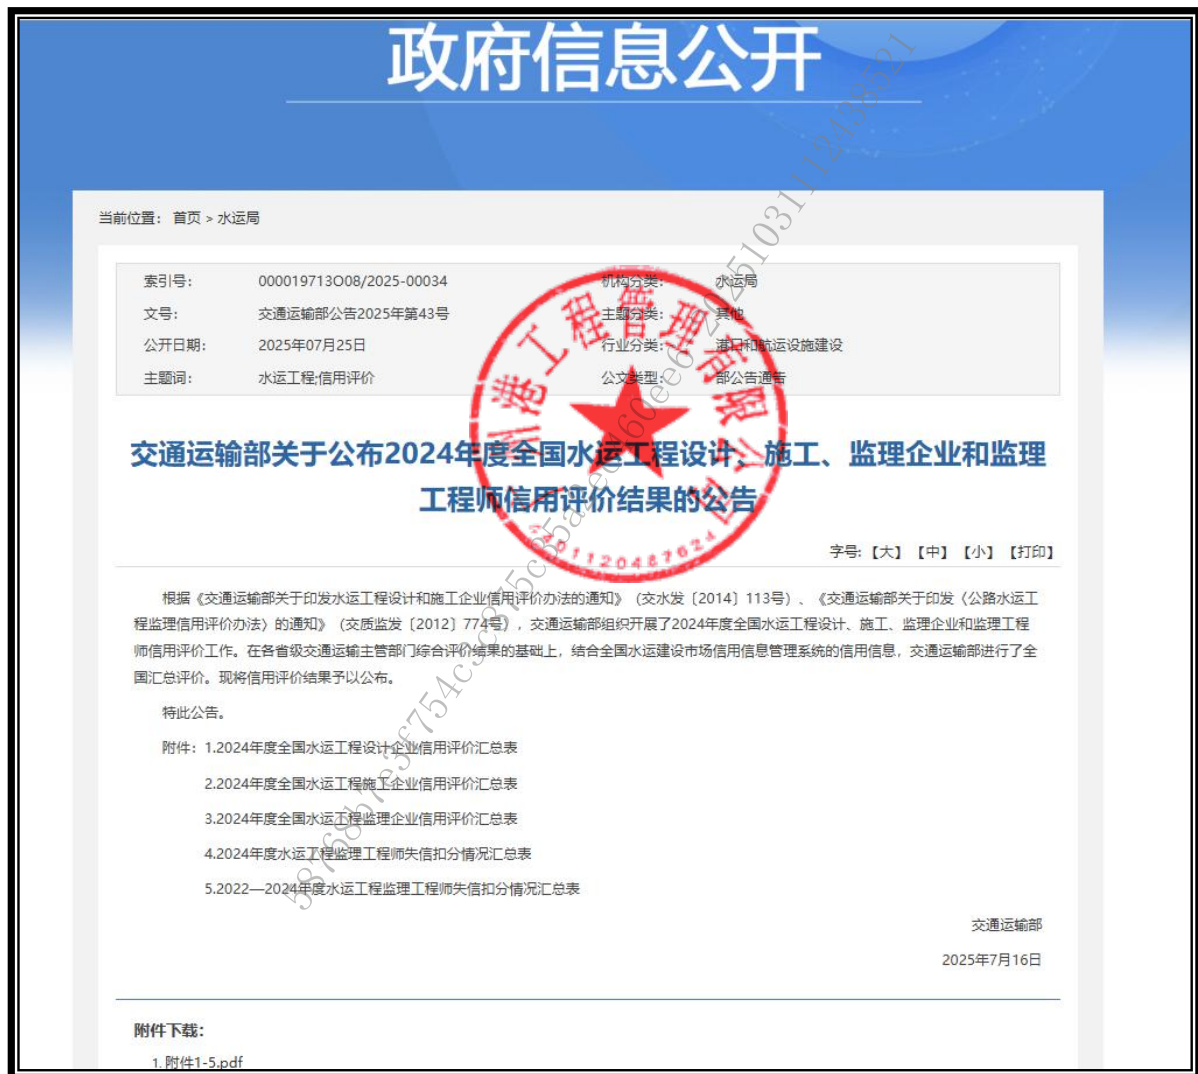 政府信息公开
当前位置： 首页 > 水运局
索引号： 000019713O08/2025-00034 机构分类： 水运局
文号： 交通运输部公告2025年第43号 主题分类： 其他
公开日期： 2025年07月25日 行业分类： 港口和航运设施建设
主题词： 水运工程;信用评价 公文类型： 部公告通告
交通运输部关于公布2024年度全国水运工程设计、施工、监理企业和监理
工程师信用评价结果的公告
字号:【大】【中】【小】【打印】
根据《交通运输部关于印发水运工程设计和施工企业信用评价办法的通知》（交水发〔2014〕113号）、《交通运输部关于印发〈公路水运工
程监理信用评价办法〉的通知》（交质监发〔2012〕774号），交通运输部组织开展了2024年度全国水运工程设计、施工、监理企业和监理工程
师信用评价工作。在各省级交通运输主管部门综合评价结果的基础上，结合全国水运建设市场信用信息管理系统的信用信息，交通运输部进行了全
国汇总评价。现将信用评价结果予以公布。
特此公告。
附件：1.2024年度全国水运工程设计企业信用评价汇总表
2.2024年度全国水运工程施工企业信用评价汇总表
3.2024年度全国水运工程监理企业信用评价汇总表
4.2024年度水运工程监理工程师失信扣分情况汇总表
5.2022—2024年度水运工程监理工程师失信扣分情况汇总表
交通运输部
2025年7月16日
附件下载：
1. 附件1-5.pdf
广州港工程管理有限公司
4401120487624